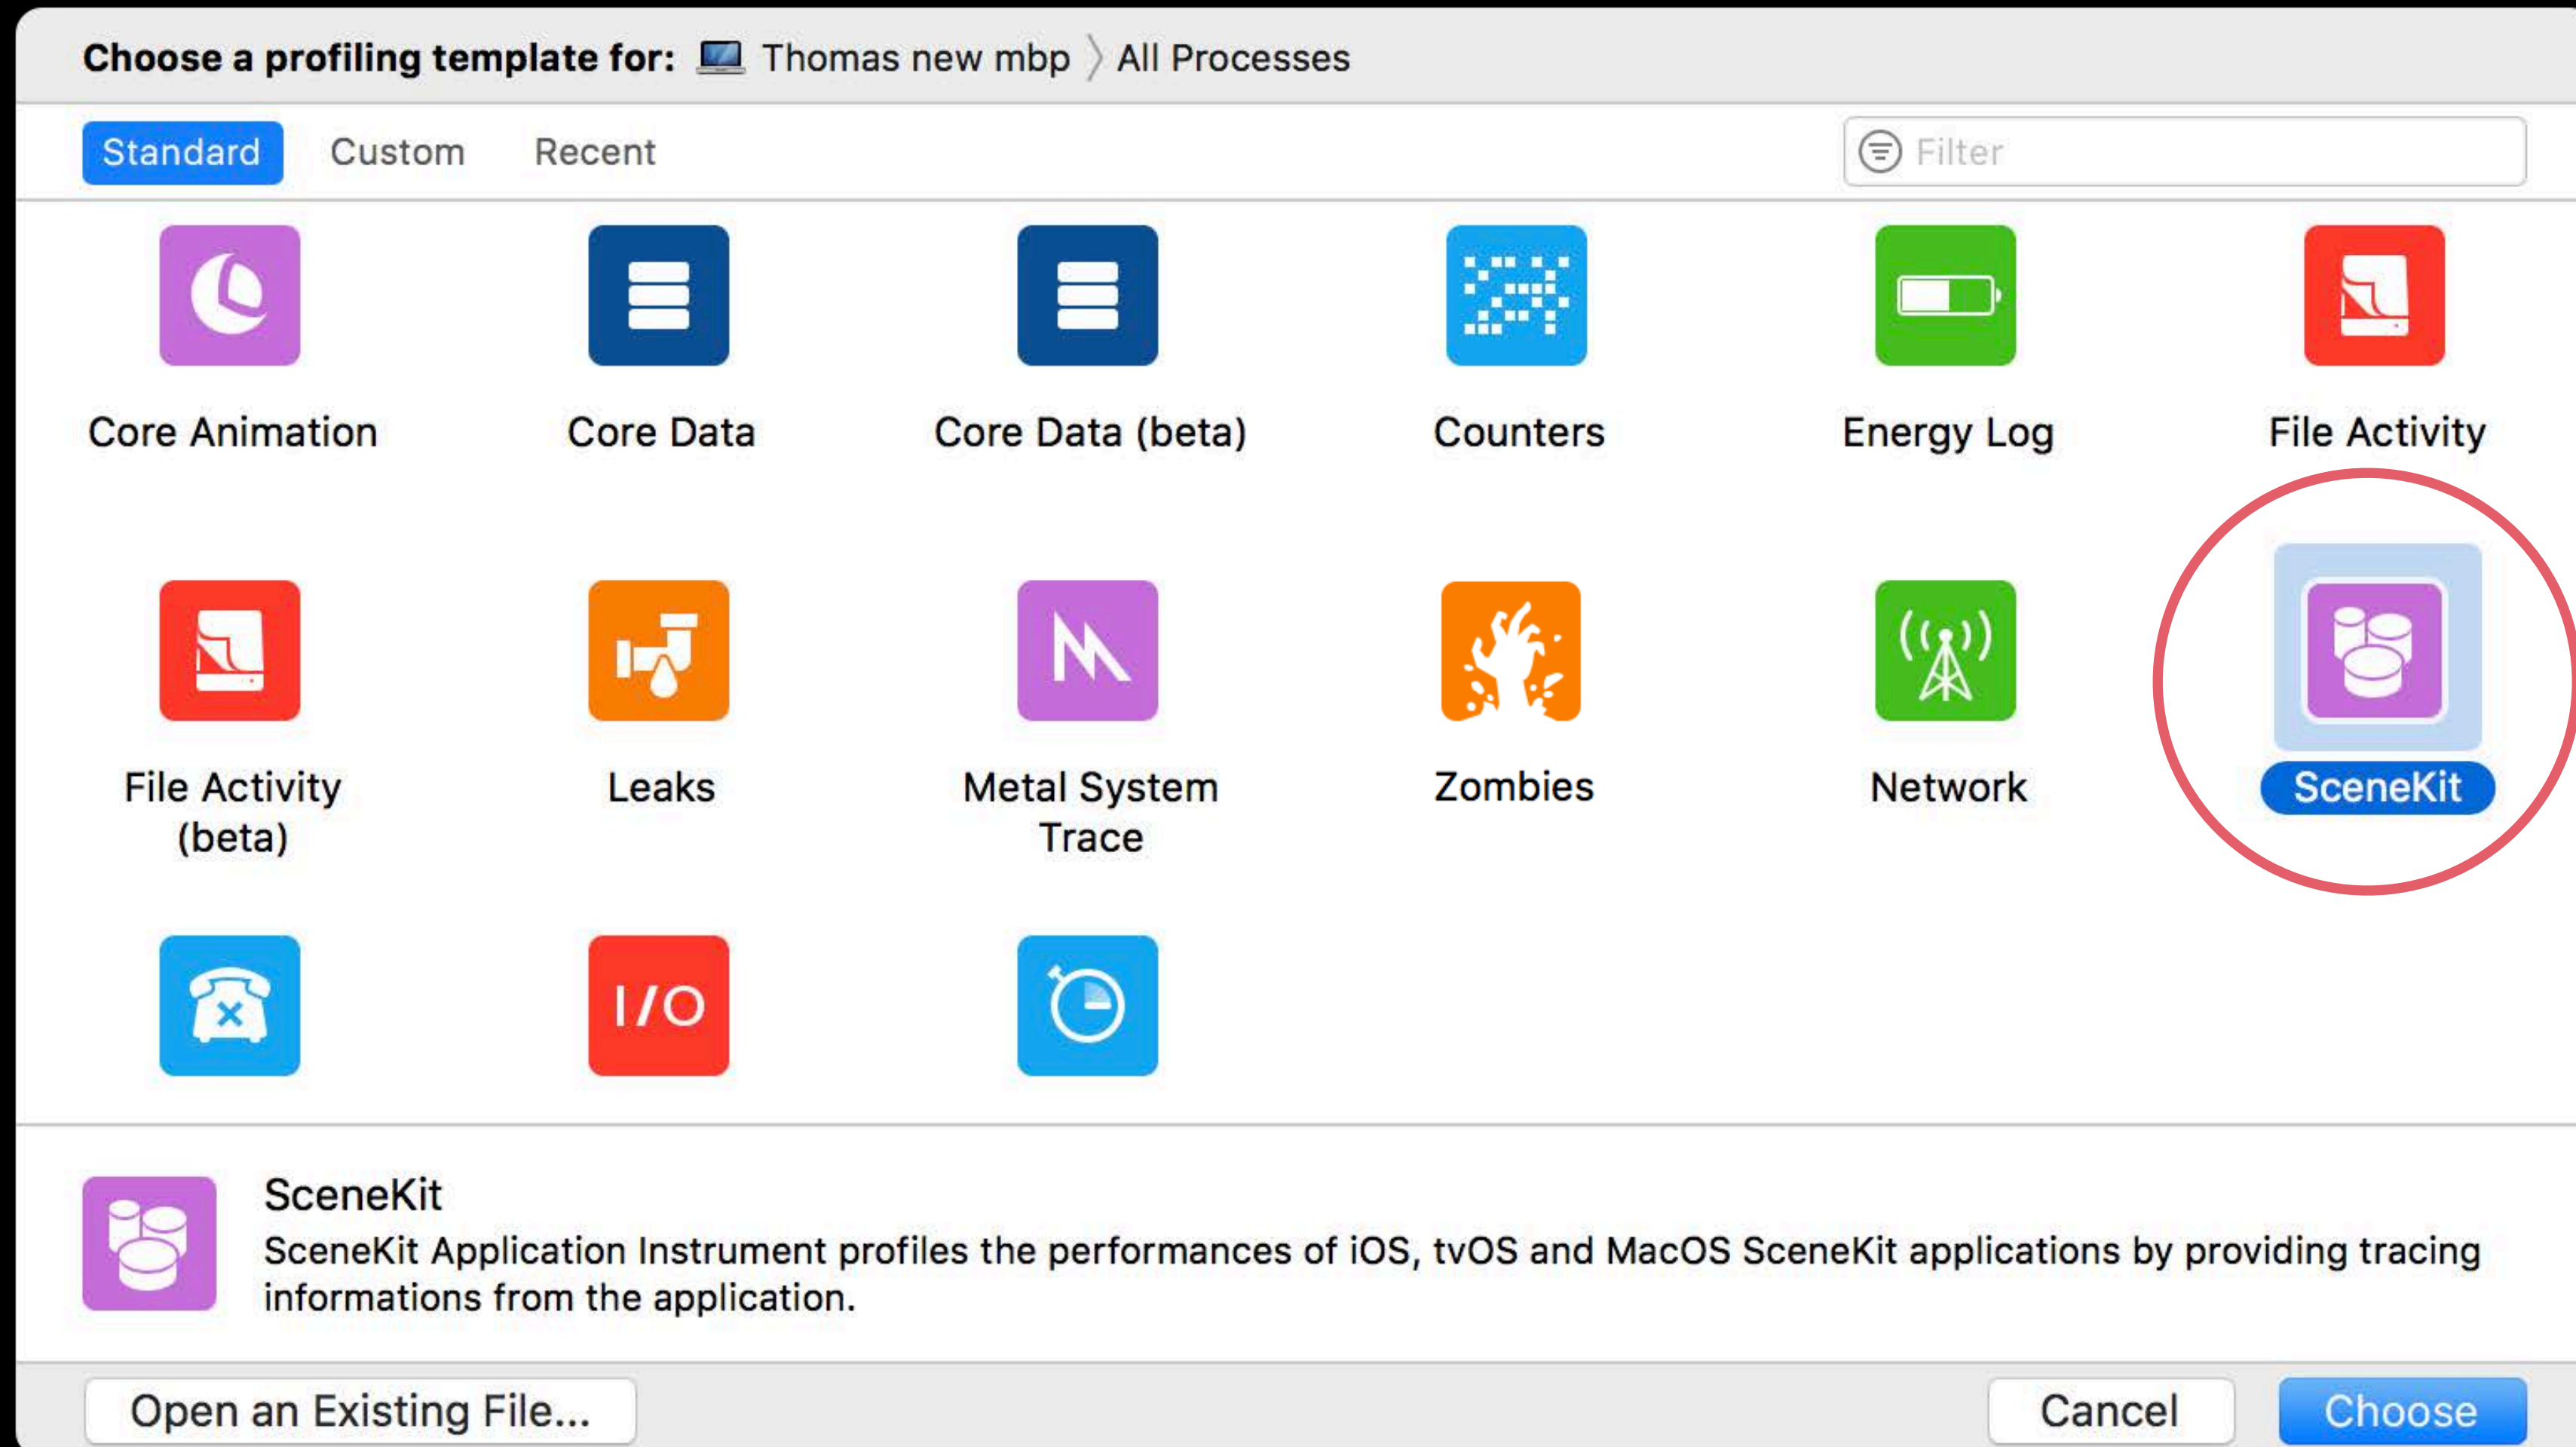 Choose a profiling template for: Thomas new mbp 〉 All Processes
Standard Custom Recent Filter
Core Animation Core Data Core Data (beta) Counters Energy Log File Activity
File Activity Leaks Metal System Zombies Network SceneKit
(beta) Trace
I/O
SceneKit
SceneKit Application Instrument profiles the performances of iOS, tvOS and MacOS SceneKit applications by providing tracing
informations from the application.
Open an Existing File... Cancel Choose